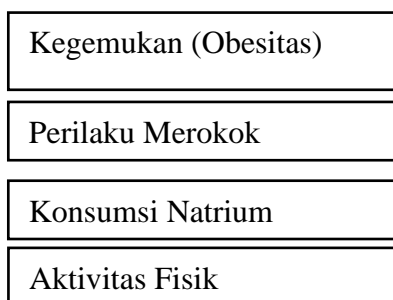 Kegemukan (Obesitas)
Perilaku Merokok
Konsumsi Natrium
Aktivitas Fisik